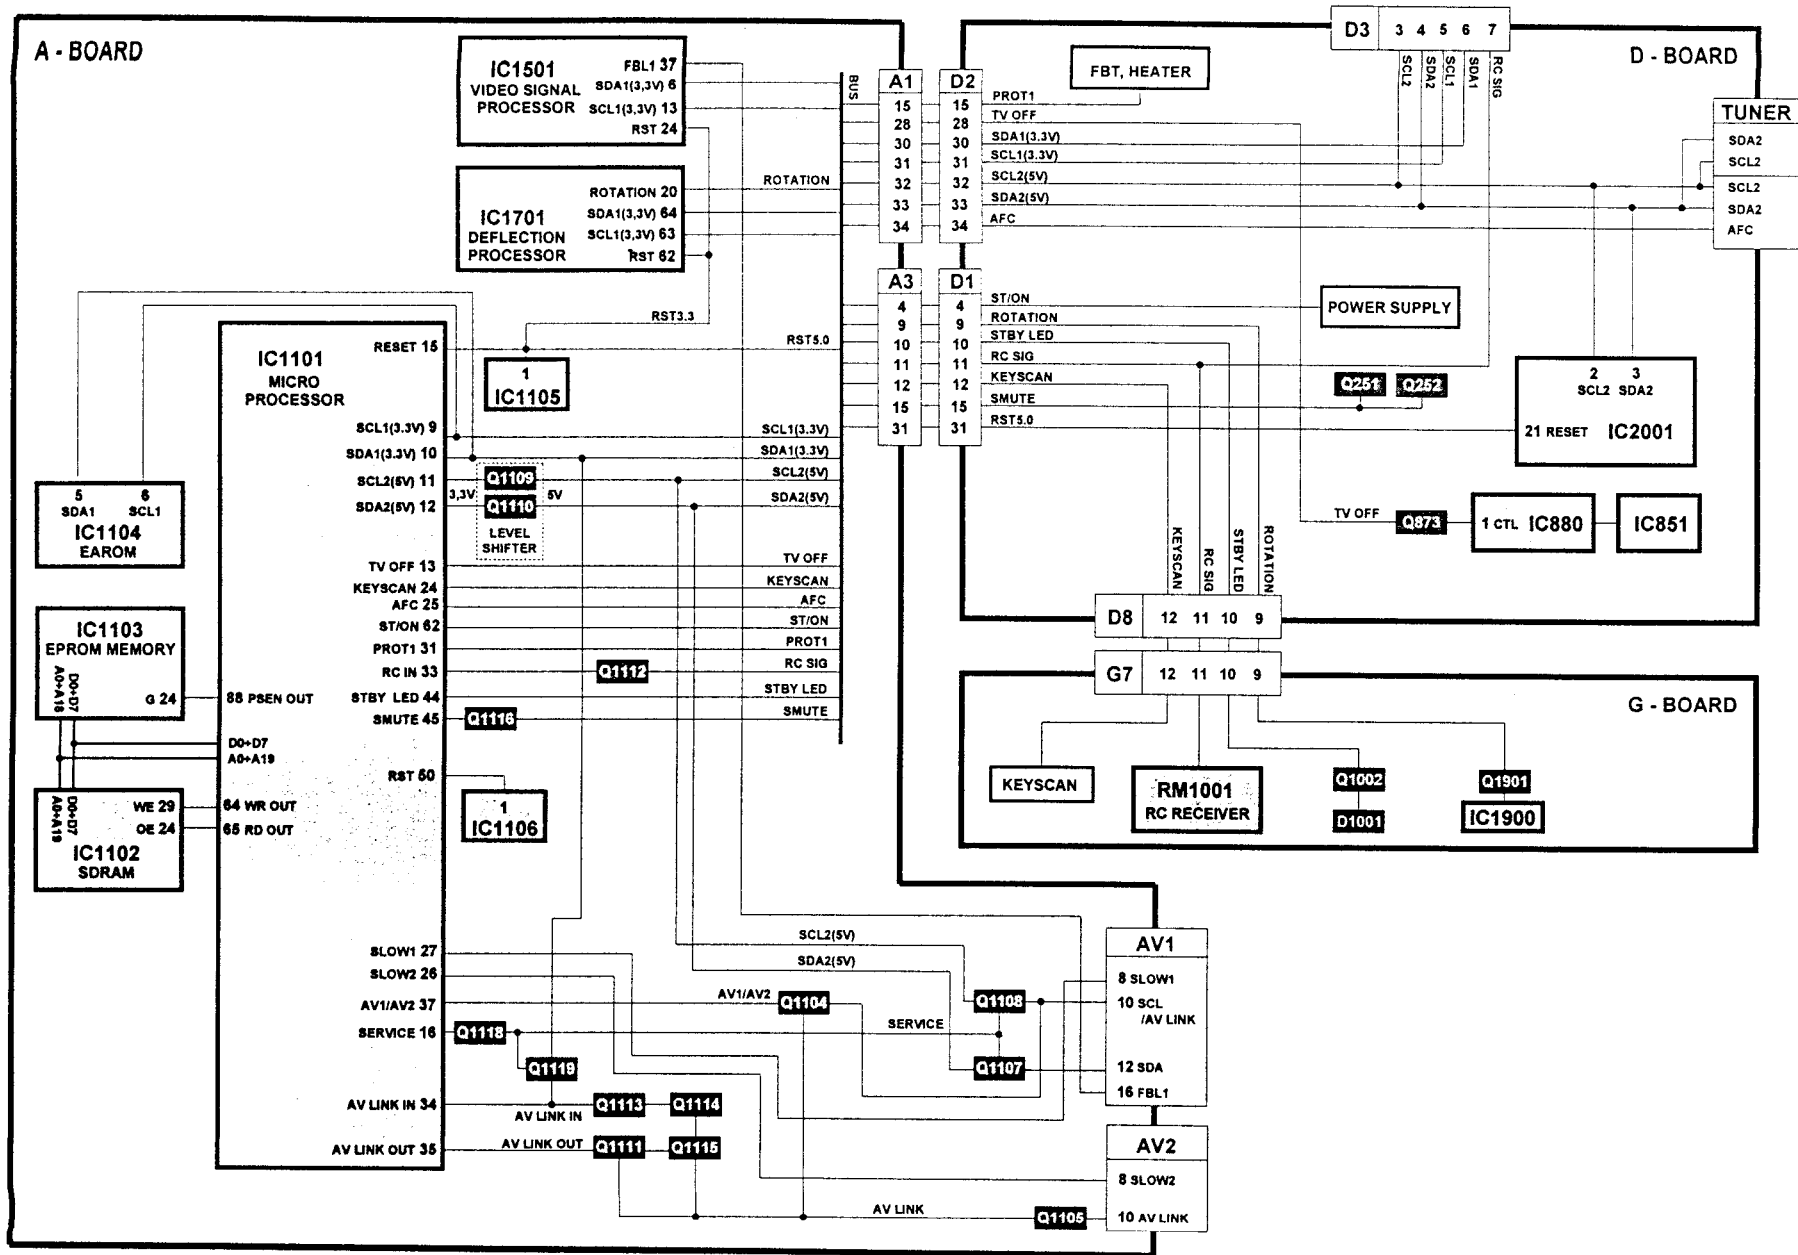 A - BOARD
IC1501
VIDEO SIGNAL
PROCESSOR
FBL1 37
SDA1(3,3V) 6
SCL1(3,3V) 13
RST 24
IC1701
DEFLECTION
PROCESSOR
ROTATION 20
SDA1(3,3V) 64
SCL1(3,3V) 63
RST 62
BUS
ROTATION
RST3.3
RST5.0
IC1101
MICRO
PROCESSOR
RESET 15
SCL1(3.3V) 9
SDA1(3.3V) 10
SCL2(5V) 11
SDA2(5V) 12
TV OFF 13
KEYSCAN 24
AFC 25
ST/ON 62
PROT1 31
RC IN 33
STBY LED 44
SMUTE 45
RST 50
SLOW1 27
SLOW2 26
AV1/AV2 37
SERVICE 16
AV LINK IN 34
AV LINK OUT 35
88 PSEN OUT
D0+D7
A0+A19
64 WR OUT
65 RD OUT
1
IC1105
3,3V
Q1109
Q1110
5V
LEVEL
SHIFTER
SCL1(3.3V)
SDA1(3.3V)
SCL2(5V)
SDA2(5V)
TV OFF
KEYSCAN
AFC
ST/ON
PROT1
RC SIG
STBY LED
SMUTE
Q1112
Q1116
1
IC1106
5 6
SDA1 SCL1
IC1104
EAROM
IC1103
EPROM MEMORY
A0+A18
D0+D7
G 24
A0+A19
D0+D7
WE 29
OE 24
IC1102
SDRAM
SCL2(5V)
SDA2(5V)
AV1/AV2
Q1104
SERVICE
Q1108
Q1107
Q1118
Q1119
AV LINK IN
Q1113
Q1114
AV LINK OUT
Q1111
Q1115
AV LINK
Q1105
AV1
8 SLOW1
10 SCL
/AV LINK
12 SDA
16 FBL1
AV2
8 SLOW2
10 AV LINK
A1
15
28
30
31
32
33
34
A3
4
9
10
11
12
15
31
D2
15
28
30
31
32
33
34
D1
4
9
10
11
12
15
31
D - BOARD
FBT, HEATER
PROT1
TV OFF
SDA1(3.3V)
SCL1(3.3V)
SCL2(5V)
SDA2(5V)
AFC
D3 3 4 5 6 7
SCL2
SDA2
SCL1
SDA1
RC SIG
TUNER
SDA2
SCL2
SCL2
SDA2
AFC
ST/ON
ROTATION
STBY LED
RC SIG
KEYSCAN
SMUTE
RST5.0
POWER SUPPLY
Q251
Q252
2 3
SCL2 SDA2
21 RESET IC2001
TV OFF
Q873
1 CTL IC880
IC851
KEYSCAN
RC SIG
STBY LED
ROTATION
D8 12 11 10 9
G7 12 11 10 9
G - BOARD
KEYSCAN
RM1001
RC RECEIVER
Q1002
D1001
Q1901
IC1900